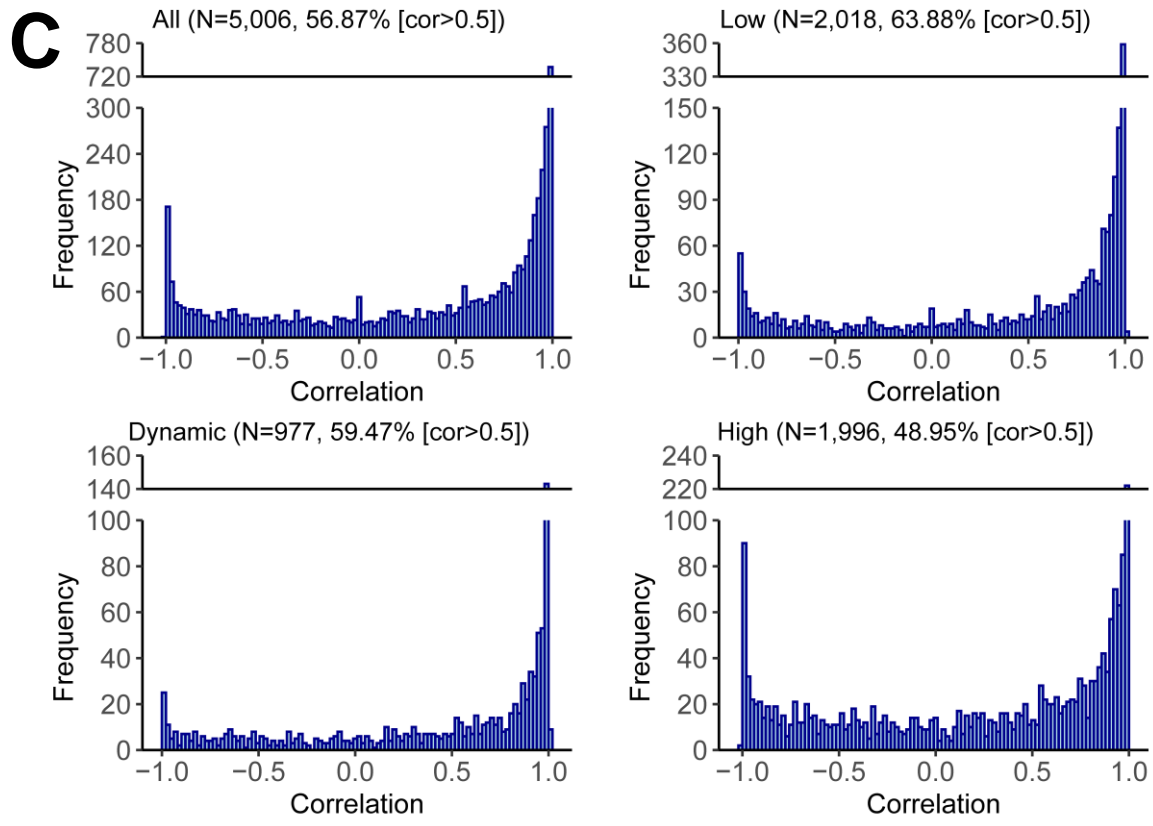 C
All (N=5,006, 56.87% [cor>0.5])
780
720
300
240
180
120
60
0
Frequency
−1.0 −0.5 0.0 0.5 1.0
Correlation
Low (N=2,018, 63.88% [cor>0.5])
360
330
150
120
90
60
30
0
Frequency
−1.0 −0.5 0.0 0.5 1.0
Correlation
Dynamic (N=977, 59.47% [cor>0.5])
160
140
100
80
60
40
20
0
Frequency
−1.0 −0.5 0.0 0.5 1.0
Correlation
High (N=1,996, 48.95% [cor>0.5])
240
220
100
80
60
40
20
0
Frequency
−1.0 −0.5 0.0 0.5 1.0
Correlation